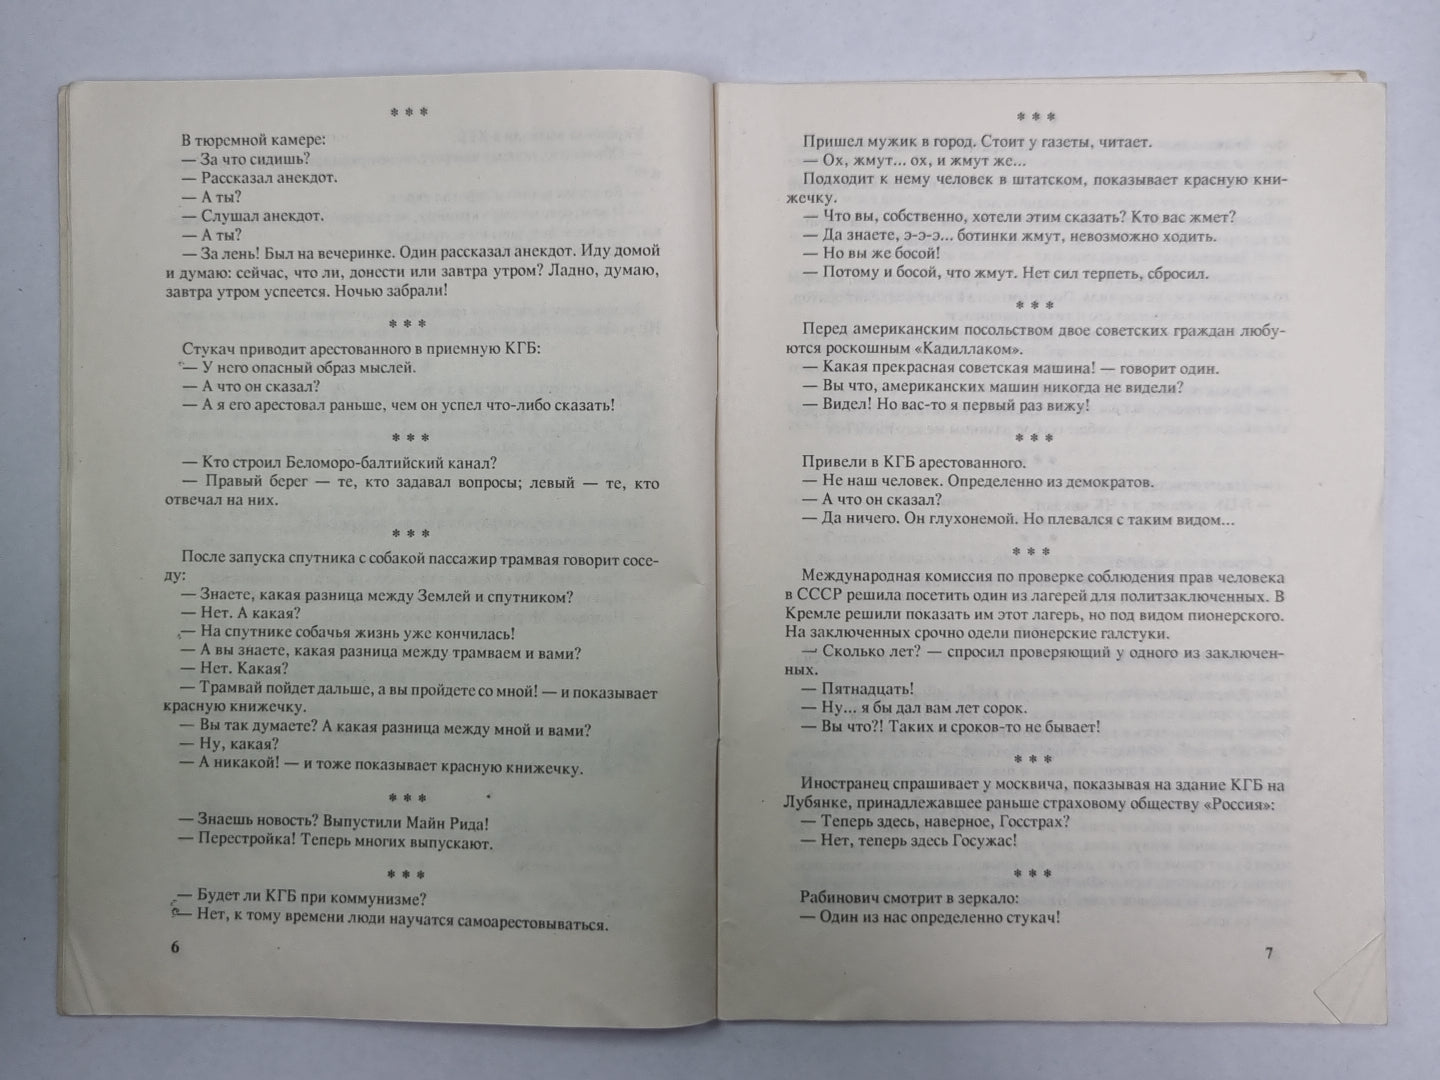 * * *
В тюремной камере:
— За что сидишь?
— Рассказал анекдот.
— А ты?
— Слушал анекдот.
— А ты?
— За лень! Был на вечеринке. Один рассказал анекдот. Иду домой
и думаю: сейчас, что ли, донести или завтра утром? Ладно, думаю,
завтра утром успеется. Ночью забрали!
* * *
Стукач приводит арестованного в приемную КГБ:
— У него опасный образ мыслей.
— А что он сказал?
— А я его арестовал раньше, чем он успел что-либо сказать!
* * *
— Кто строил Беломоро-балтийский канал?
— Правый берег — те, кто задавал вопросы; левый — те, кто
отвечал на них.
* * *
После запуска спутника с собакой пассажир трамвая говорит сосе-
ду:
— Знаете, какая разница между Землей и спутником?
— Нет. А какая?
— На спутнике собачья жизнь уже кончилась!
— А вы знаете, какая разница между трамваем и вами?
— Нет. Какая?
— Трамвай пойдет дальше, а вы пройдете со мной! — и показывает
красную книжечку.
— Вы так думаете? А какая разница между мной и вами?
— Ну, какая?
— А никакой! — и тоже показывает красную книжечку.
* * *
— Знаешь новость? Выпустили Майн Рида!
— Перестройка! Теперь многих выпускают.
* * *
— Будет ли КГБ при коммунизме?
— Нет, к тому времени люди научатся самоарестовываться.
6
* * *
Пришел мужик в город. Стоит у газеты, читает.
— Ох, жмут... ох, и жмут же...
Подходит к нему человек в штатском, показывает красную кни-
жечку.
— Что вы, собственно, хотели этим сказать? Кто вас жмет?
— Да знаете, э-э-э... ботинки жмут, невозможно ходить.
— Но вы же босой!
— Потому и босой, что жмут. Нет сил терпеть, сбросил.
* * *
Перед американским посольством двое советских граждан любу-
ются роскошным «Кадиллаком».
— Какая прекрасная советская машина! — говорит один.
— Вы что, американских машин никогда не видели?
— Видел! Но вас-то я первый раз вижу!
* * *
Привели в КГБ арестованного.
— Не наш человек. Определенно из демократов.
— А что он сказал?
— Да ничего. Он глухонемой. Но плевался с таким видом...
* * *
Международная комиссия по проверке соблюдения прав человека
в СССР решила посетить один из лагерей для политзаключенных. В
Кремле решили показать им этот лагерь, но под видом пионерского.
На заключенных срочно одели пионерские галстуки.
— Сколько лет? — спросил проверяющий у одного из заключен-
ных.
— Пятнадцать!
— Ну... я бы дал вам лет сорок.
— Вы что?! Таких и сроков-то не бывает!
* * *
Иностранец спрашивает у москвича, показывая на здание КГБ на
Лубянке, принадлежавшее раньше страховому обществу «Россия»:
— Теперь здесь, наверное, Госстрах?
— Нет, теперь здесь Госужас!
* * *
Рабинович смотрит в зеркало:
— Один из нас определенно стукач!
7